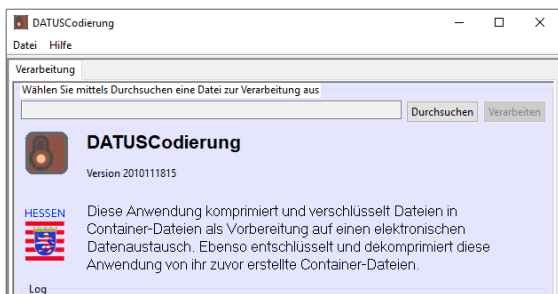 DATUSCodierung
Datei Hilfe
Verarbeitung
Wählen Sie mittels Durchsuchen eine Datei zur Verarbeitung aus
Durchsuchen Verarbeiten
DATUSCodierung
Version 2010111815
HESSEN
Diese Anwendung komprimiert und verschlüsselt Dateien in
Container-Dateien als Vorbereitung auf einen elektronischen
Datenaustausch. Ebenso entschlüsselt und dekomprimiert diese
Anwendung von ihr zuvor erstellte Container-Dateien.
Log